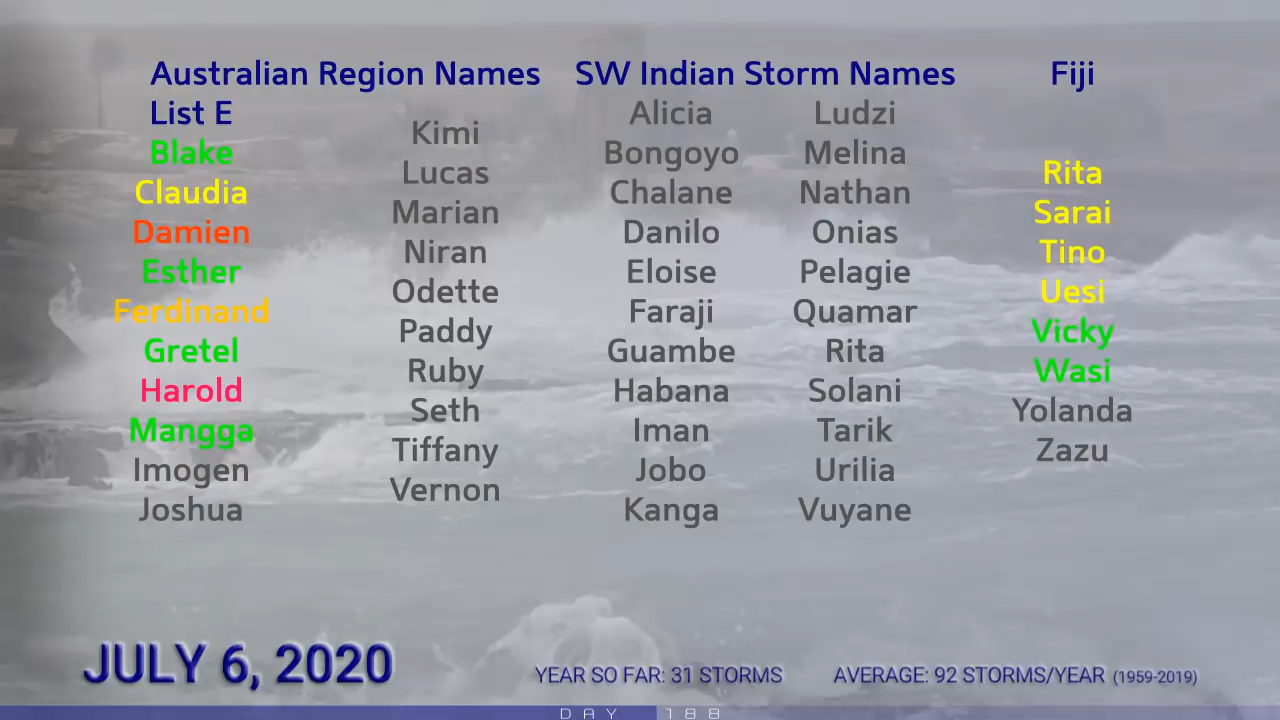 Australian Region Names
List E
Blake
Claudia
Damien
Esther
Ferdinand
Gretel
Harold
Mangga
Imogen
Joshua
Kimi
Lucas
Marian
Niran
Odette
Paddy
Ruby
Seth
Tiffany
Vernon
SW Indian Storm Names
Alicia
Bongoyo
Chalane
Danilo
Eloise
Faraji
Guambe
Habana
Iman
Jobo
Kanga
Ludzi
Melina
Nathan
Onias
Pelagie
Quamar
Rita
Solani
Tarik
Urilia
Vuyane
Fiji
Rita
Sarai
Tino
Uesi
Vicky
Wasi
Yolanda
Zazu
JULY 6, 2020
YEAR SO FAR: 31 STORMS
AVERAGE: 92 STORMS/YEAR (1959-2019)
DAY 188